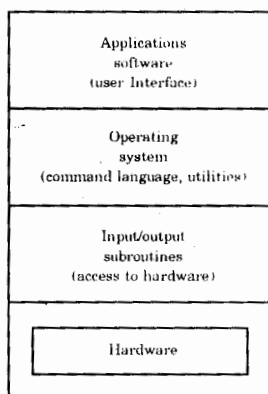 Applications
software
(user Interface)
Operating
system
(command language, utilities)
Input/output
subroutines
(access to hardware)
Hardware